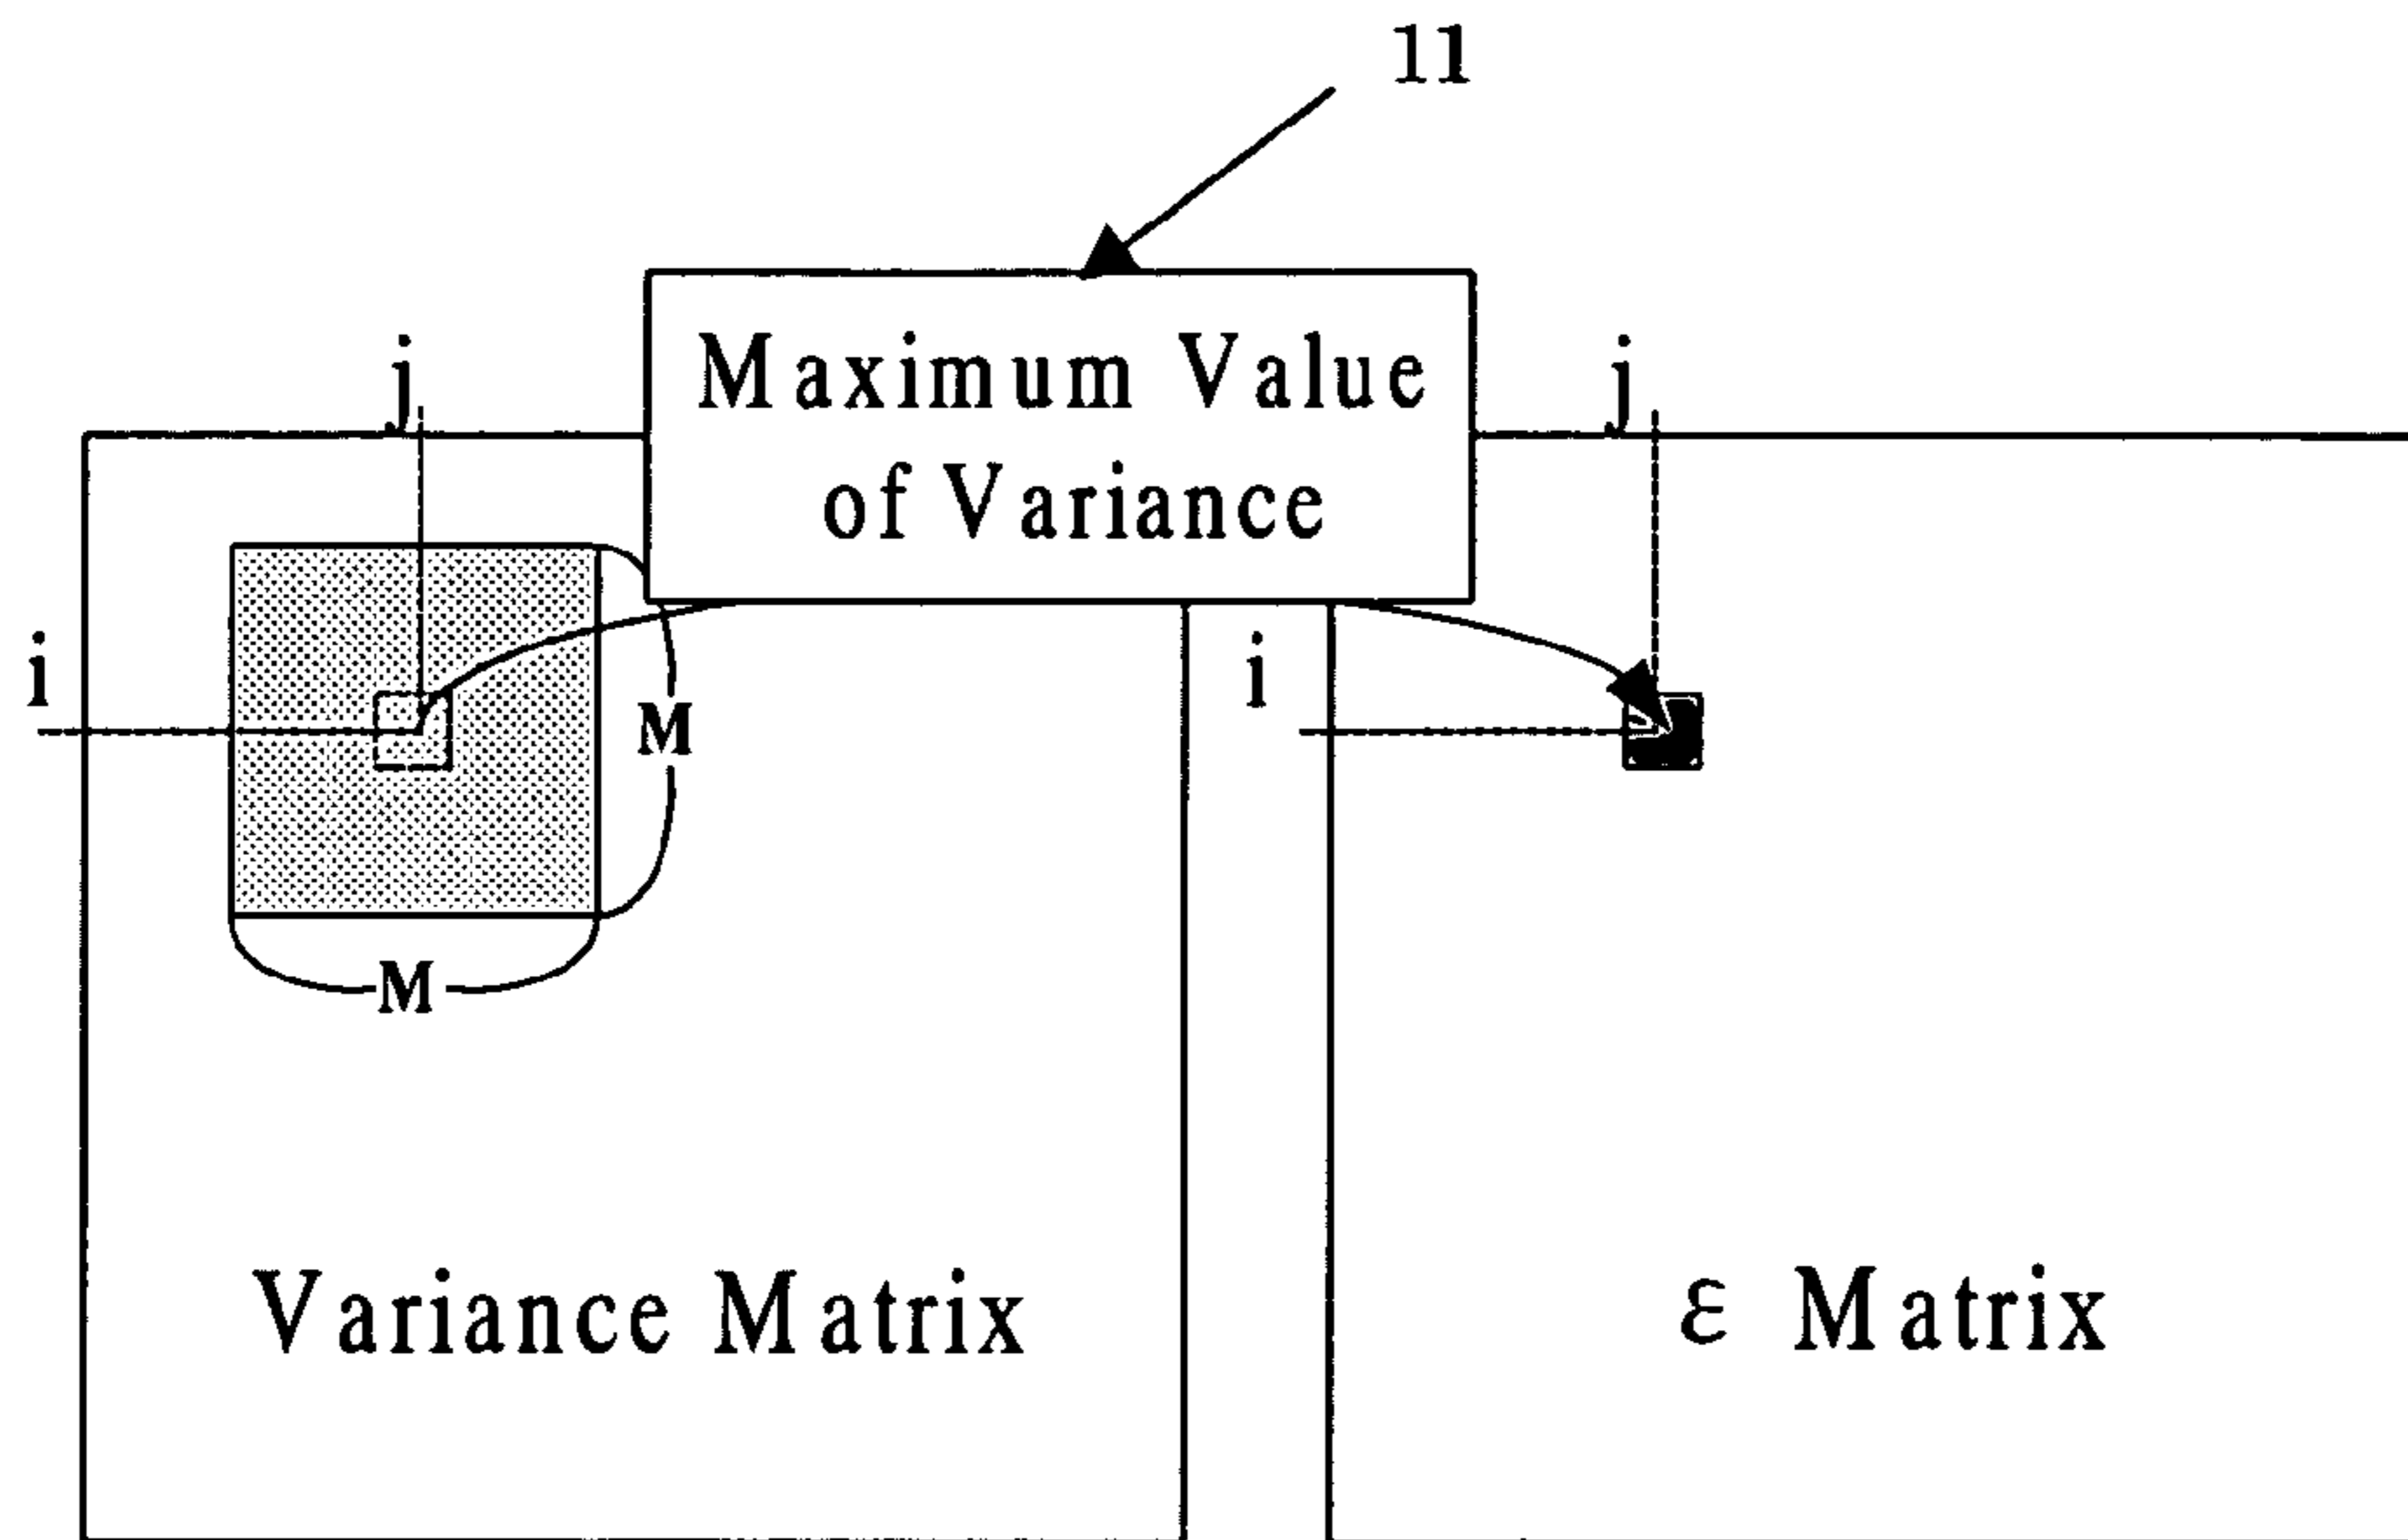 11
j
Maximum Value
of Variance
j
i
M
i
M
Variance Matrix
ε Matrix